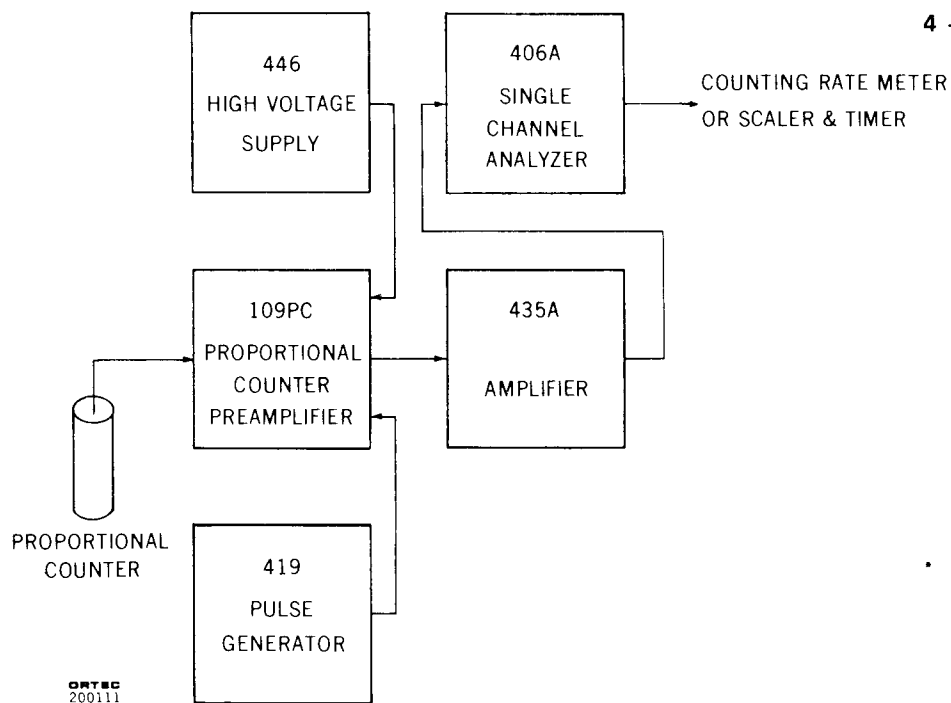 4
446
HIGH VOLTAGE
SUPPLY
406A
SINGLE
CHANNEL
ANALYZER
COUNTING RATE METER
OR SCALER & TIMER
109PC
PROPORTIONAL
COUNTER
PREAMPLIFIER
435A
AMPLIFIER
PROPORTIONAL
COUNTER
419
PULSE
GENERATOR
ORTEC
200111